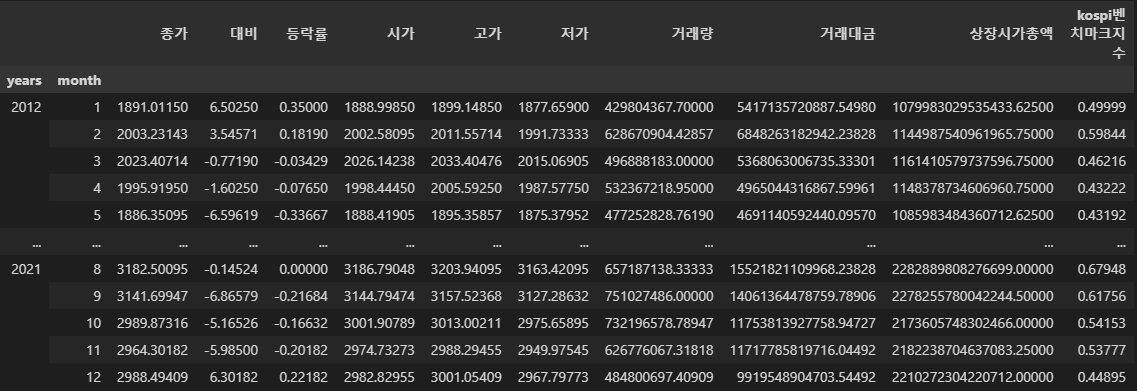 종가 대비 등락률 시가 고가 저가 거래량 거래대금 상장시가총액 kospi벤
치마크지
수
years month
2012 1 1891.01150 6.50250 0.35000 1888.99850 1899.14850 1877.65900 429804367.70000 5417135720887.54980 1079983029535433.62500 0.49999
2 2003.23143 3.54571 0.18190 2002.58095 2011.55714 1991.73333 628670904.42857 6848263182942.23828 1144987540961965.75000 0.59844
3 2023.40714 -0.77190 -0.03429 2026.14238 2033.40476 2015.06905 496888183.00000 5368063006735.33301 1161410579737596.75000 0.46216
4 1995.91950 -1.60250 -0.07650 1998.44450 2005.59250 1987.57750 532367218.95000 4965044316867.59961 1148378734606960.75000 0.43222
5 1886.35095 -6.59619 -0.33667 1888.41905 1895.35857 1875.37952 477252828.76190 4691140592440.09570 1085983484360712.62500 0.43192
... ... ... ... ... ... ... ... ... ... ... ...
2021 8 3182.50095 -0.14524 0.00000 3186.79048 3203.94095 3163.42095 657187138.33333 15521821109968.23828 2282889808276699.00000 0.67948
9 3141.69947 -6.86579 -0.21684 3144.79474 3157.52368 3127.28632 751027486.00000 14061364478759.78906 2278255780042244.50000 0.61756
10 2989.87316 -5.16526 -0.16632 3001.90789 3013.00211 2975.65895 732196578.78947 11753813927758.94727 2173605748302466.00000 0.54153
11 2964.30182 -5.98500 -0.20182 2974.73273 2988.29455 2949.97545 626776067.31818 11717785819716.04492 2182238704637083.25000 0.53777
12 2988.49409 6.30182 0.22182 2982.82955 3001.05409 2967.79773 484800697.40909 9919548904703.54492 2210272304220712.00000 0.44895